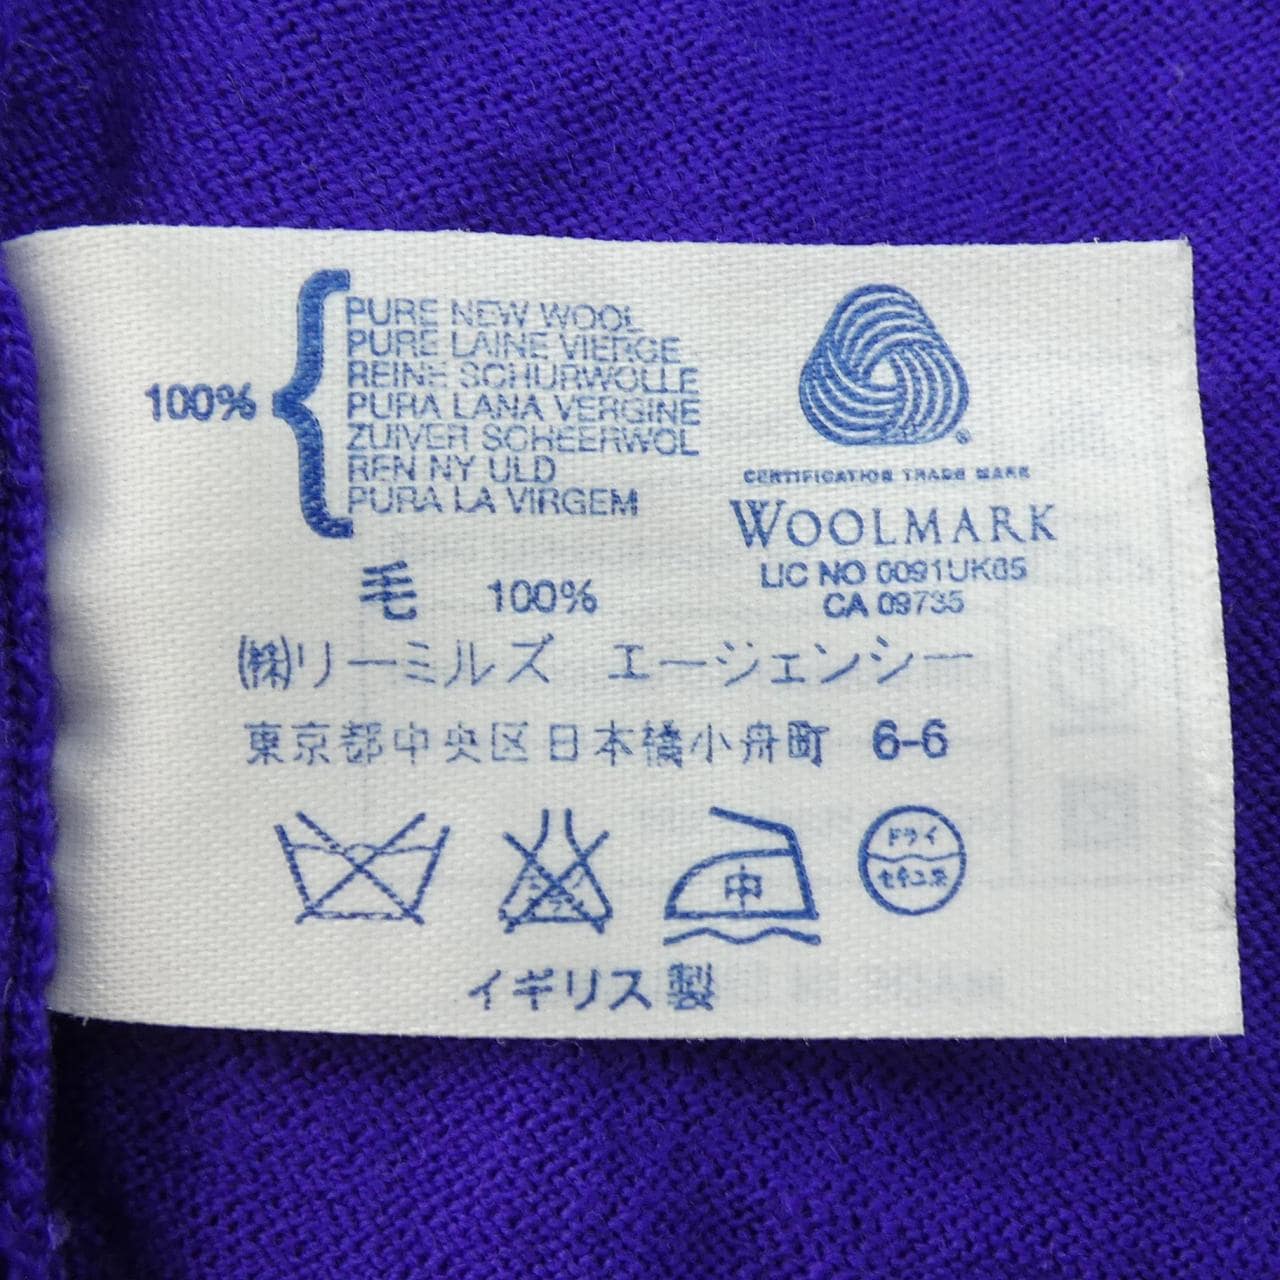 100%
PURE NEW WOOL
PURE LAINE VIERGE
REINE SCHURWOLLE
PURA LANA VERGINE
ZUIVER SCHEERWOL
REN NY ULD
PURA LA VIRGEM
®
CERTIFICATION TRADE MARK
WOOLMARK
LIC NO 0091UK85
CA 09735
毛 100%
㈱リーミルズ エージェンシー
東京都中央区日本橋小舟町 6-6
中
ドライ
セキユ系
イギリス製